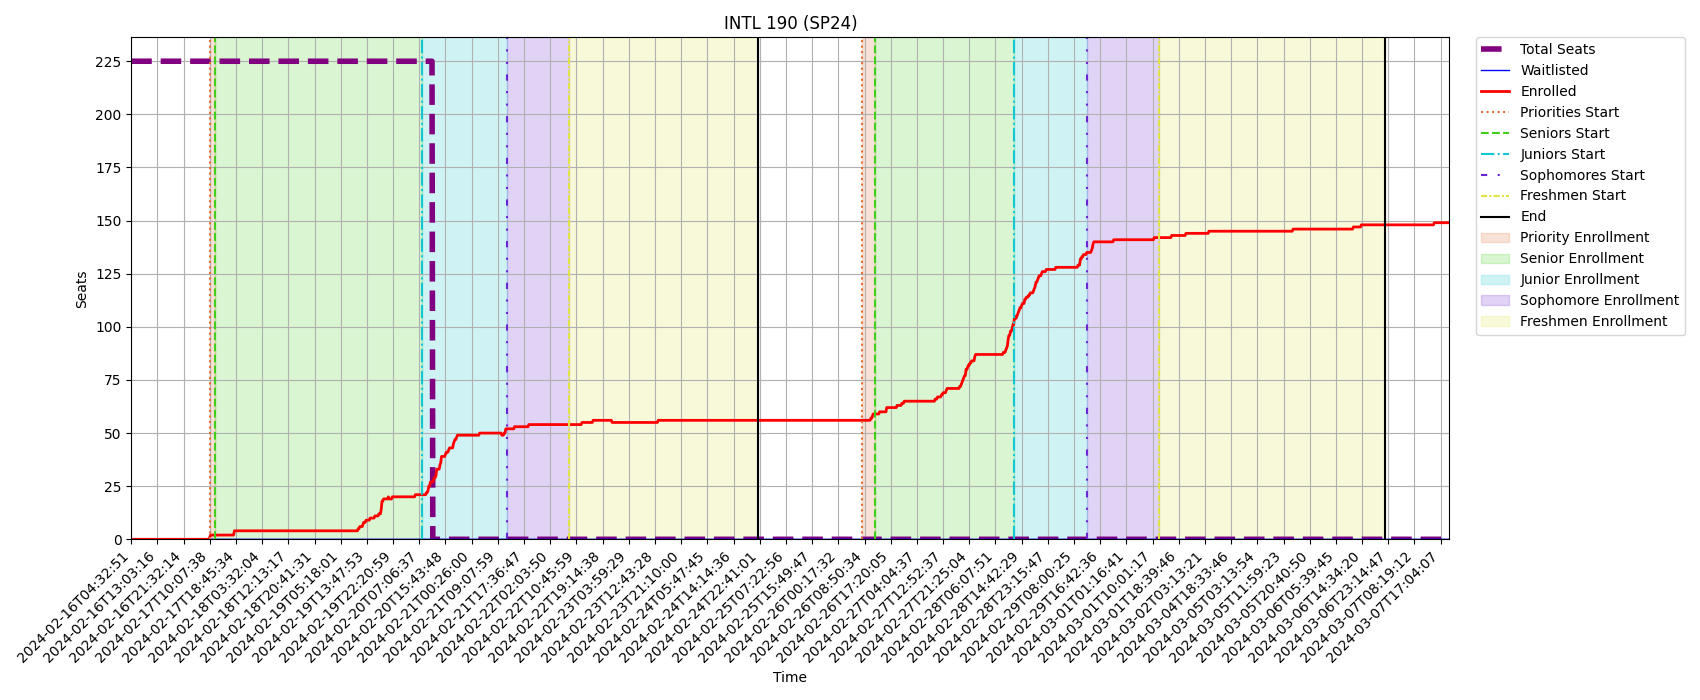 INTL 190 (SP24)
Seats
225
200
175
150
125
100
75
50
25
0
2024-02-16T04:32:51
2024-02-16T13:03:16
2024-02-16T21:32:14
2024-02-17T10:07:38
2024-02-17T18:45:34
2024-02-18T03:32:04
2024-02-18T12:13:17
2024-02-18T20:41:31
2024-02-19T05:18:01
2024-02-19T13:47:53
2024-02-19T22:20:59
2024-02-20T07:06:37
2024-02-20T15:43:48
2024-02-21T00:26:00
2024-02-21T09:07:59
2024-02-21T17:36:47
2024-02-22T02:03:50
2024-02-22T10:45:59
2024-02-22T19:14:38
2024-02-23T03:59:29
2024-02-23T12:43:28
2024-02-23T21:10:00
2024-02-24T05:47:45
2024-02-24T14:14:36
2024-02-24T22:41:01
2024-02-25T07:22:56
2024-02-25T15:49:47
2024-02-26T00:17:32
2024-02-26T08:50:34
2024-02-26T17:20:05
2024-02-27T04:04:37
2024-02-27T12:52:37
2024-02-27T21:25:04
2024-02-28T06:07:51
2024-02-28T14:42:29
2024-02-28T23:15:47
2024-02-29T08:00:25
2024-02-29T16:42:36
2024-03-01T01:16:41
2024-03-01T10:01:17
2024-03-01T18:39:46
2024-03-02T03:13:21
2024-03-04T18:33:46
2024-03-05T03:13:54
2024-03-05T11:59:23
2024-03-05T20:40:50
2024-03-06T05:39:45
2024-03-06T14:34:20
2024-03-06T23:14:47
2024-03-07T08:19:12
2024-03-07T17:04:07
Time
Total Seats
Waitlisted
Enrolled
Priorities Start
Seniors Start
Juniors Start
Sophomores Start
Freshmen Start
End
Priority Enrollment
Senior Enrollment
Junior Enrollment
Sophomore Enrollment
Freshmen Enrollment